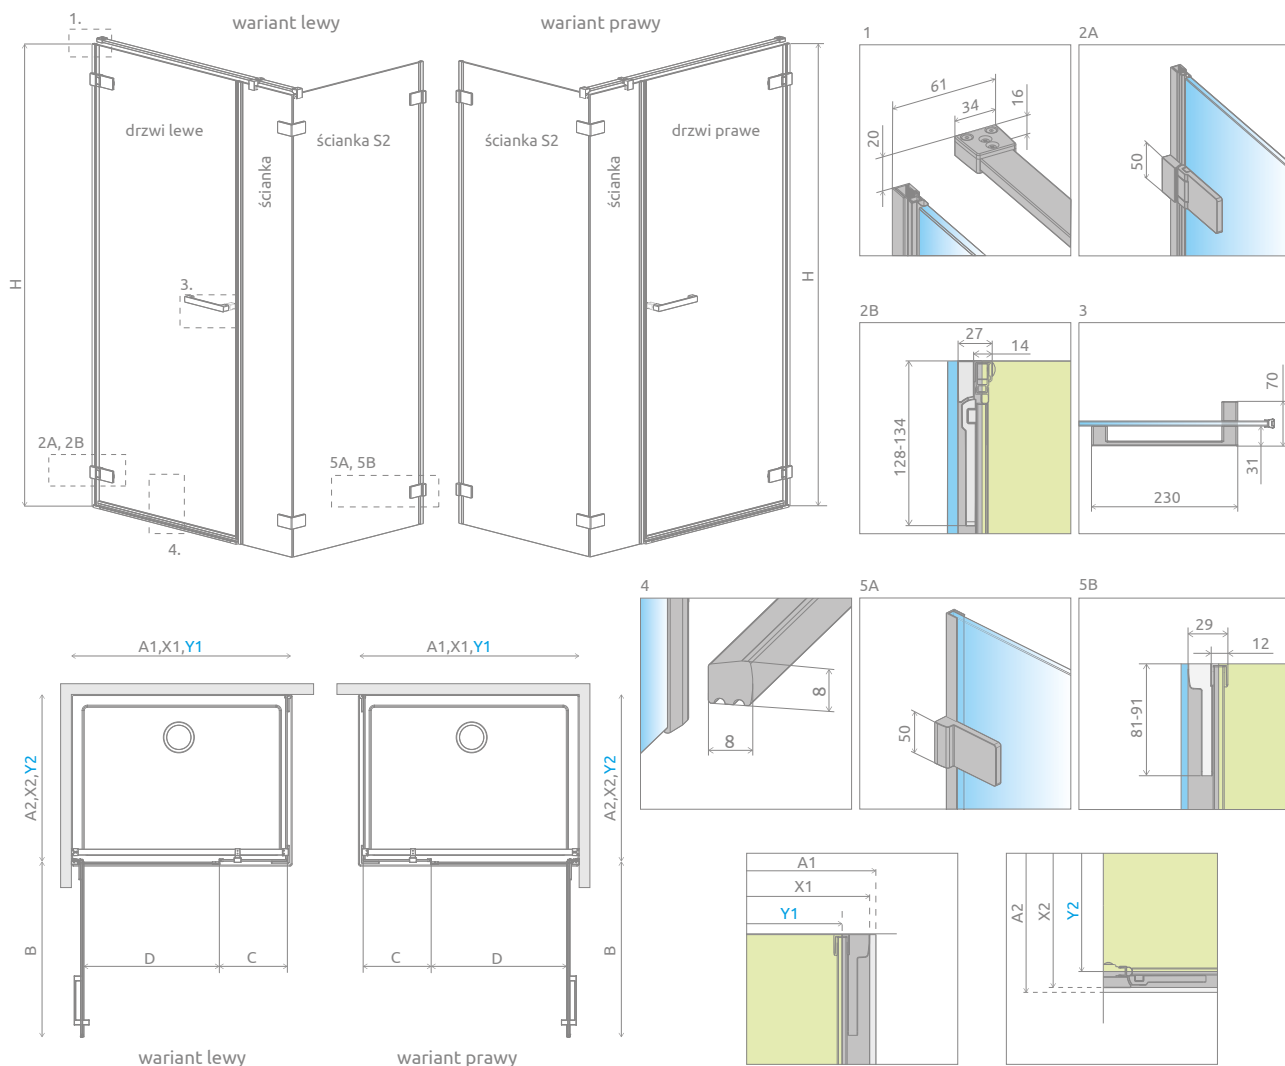 1.
wariant lewy
wariant prawy
drzwi lewe
ścianka
ścianka S2
ścianka S2
ścianka
drzwi prawe
H
H
3.
2A, 2B
5A, 5B
4.
1
61
34
16
20
2A
50
2B
27
14
128-134
3
70
31
230
4
8
8
5A
50
5B
29
12
81-91
A1,X1,Y1
A1,X1,Y1
A2,X2,Y2
A2,X2,Y2
B
D
C
C
D
B
wariant lewy
wariant prawy
A1
X1
Y1
A2
X2
Y2